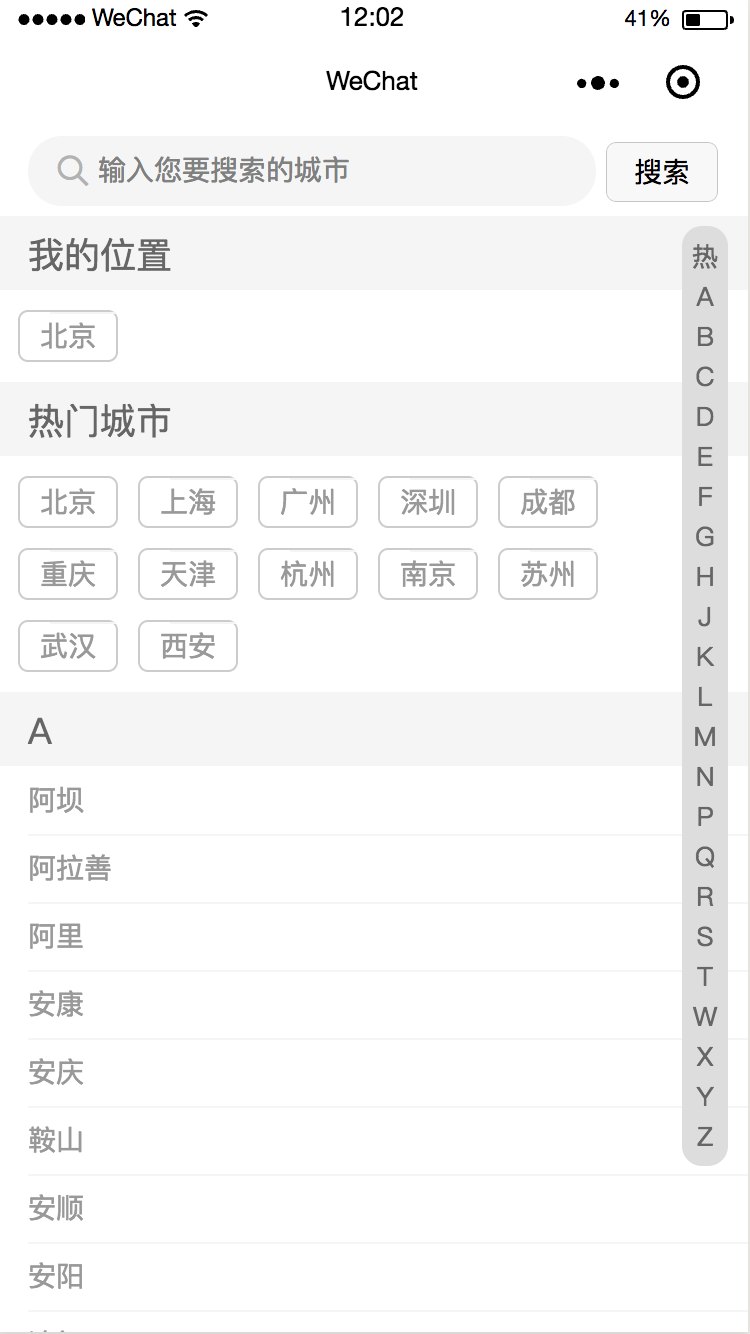 WeChat 12:02 41%
WeChat
输入您要搜索的城市 搜索
我的位置
北京
热门城市
北京 上海 广州 深圳 成都
重庆 天津 杭州 南京 苏州
武汉 西安
A
阿坝
阿拉善
阿里
安康
安庆
鞍山
安顺
安阳
热
A
B
C
D
E
F
G
H
J
K
L
M
N
P
Q
R
S
T
W
X
Y
Z